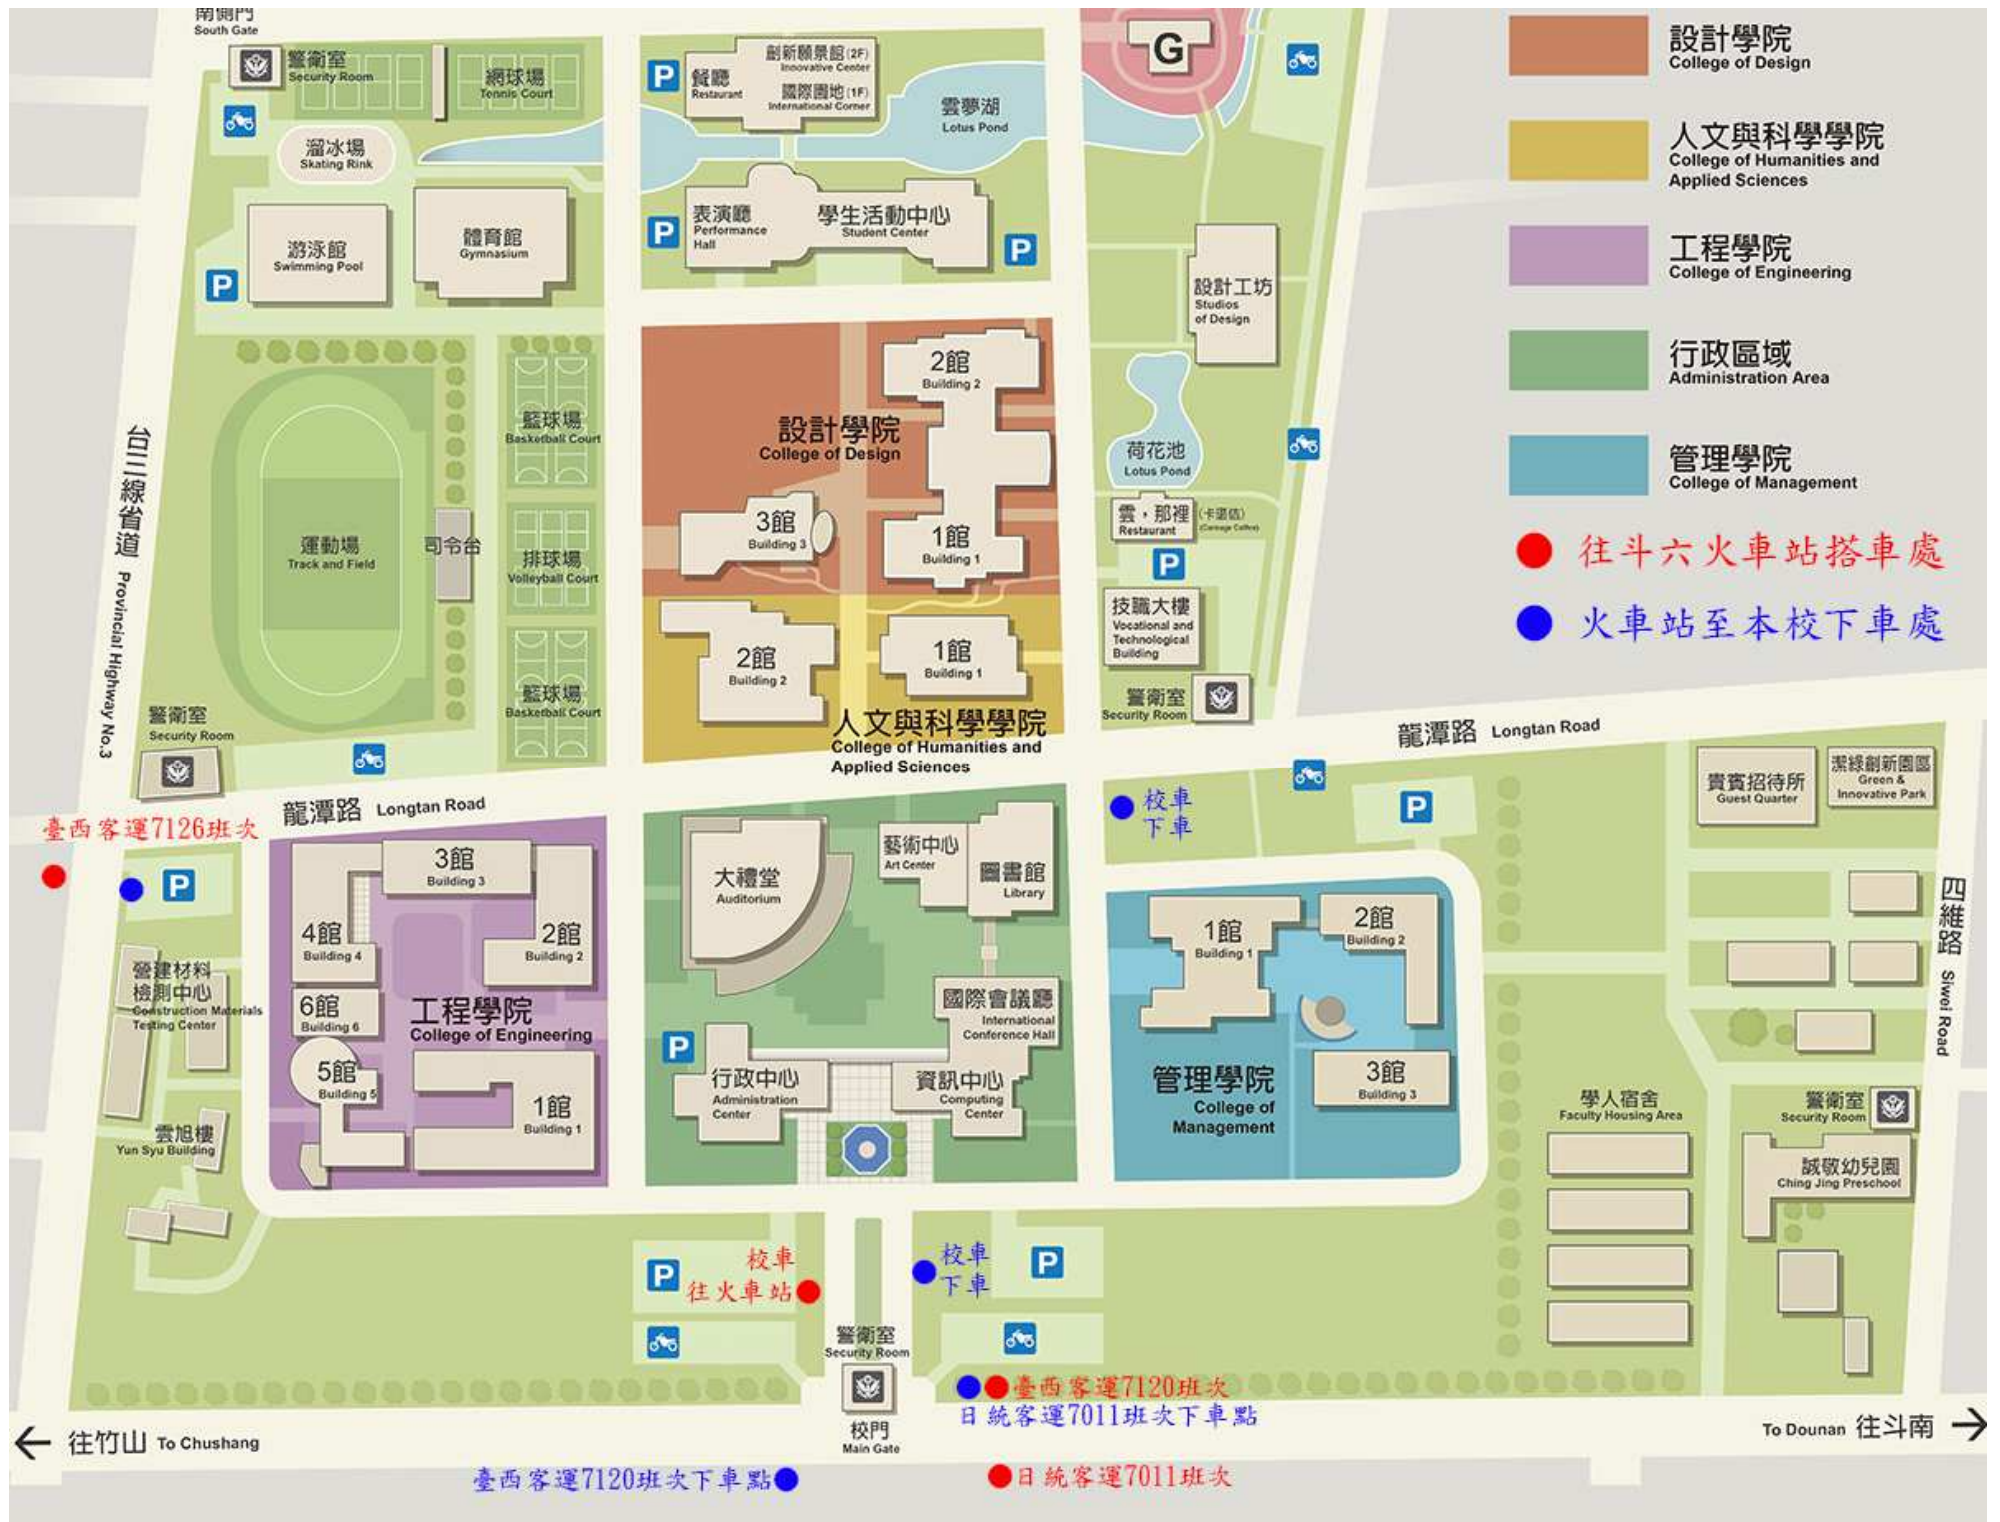 南側門
South Gate
警衛室
Security Room
網球場
Tennis Court
溜冰場
Skating Rink
游泳館
Swimming Pool
體育館
Gymnasium
P
P
餐廳
Restaurant
創新願景館(2F)
Innovative Center
國際園地(1F)
International Corner
雲夢湖
Lotus Pond
P
表演廳
Performance
Hall
學生活動中心
Student Center
P
G
設計工坊
Studios
of Design
荷花池
Lotus Pond
雲，那裡
Restaurant
P
技職大樓
Vocational and
Technological
Building
警衛室
Security Room
設計學院
College of Design
人文與科學學院
College of Humanities and
Applied Sciences
工程學院
College of Engineering
行政區域
Administration Area
管理學院
College of Management
往斗六火車站搭車處
火車站至本校下車處
台三線省道 Provincial Highway No.3
運動場
Track and Field
司令台
籃球場
Basketball Court
排球場
Volleyball Court
籃球場
Basketball Court
2館
Building 2
設計學院
College of Design
3館
Building 3
1館
Building 1
2館
Building 2
1館
Building 1
人文與科學學院
College of Humanities and
Applied Sciences
警衛室
Security Room
龍潭路 Longtan Road
龍潭路 Longtan Road
臺西客運7126班次
P
營建材料
檢測中心
Construction Materials
Testing Center
雲旭樓
Yun Syu Building
3館
Building 3
4館
Building 4
2館
Building 2
6館
Building 6
工程學院
College of Engineering
5館
Building 5
1館
Building 1
大禮堂
Auditorium
藝術中心
Art Center
圖書館
Library
國際會議廳
International
Conference Hall
P
行政中心
Administration
Center
資訊中心
Computing
Center
校車
下車
P
1館
Building 1
2館
Building 2
管理學院
College of
Management
3館
Building 3
貴賓招待所
Guest Quarter
潔綠創新園區
Green &
Innovative Park
四維路 Siwei Road
學人宿舍
Faculty Housing Area
警衛室
Security Room
誠敬幼兒園
Ching Jing Preschool
P
校車
往火車站
校車
下車
P
警衛室
Security Room
校門
Main Gate
臺西客運7120班次
日統客運7011班次下車點
往竹山 To Chushang
To Dounan 往斗南
臺西客運7120班次下車點
日統客運7011班次